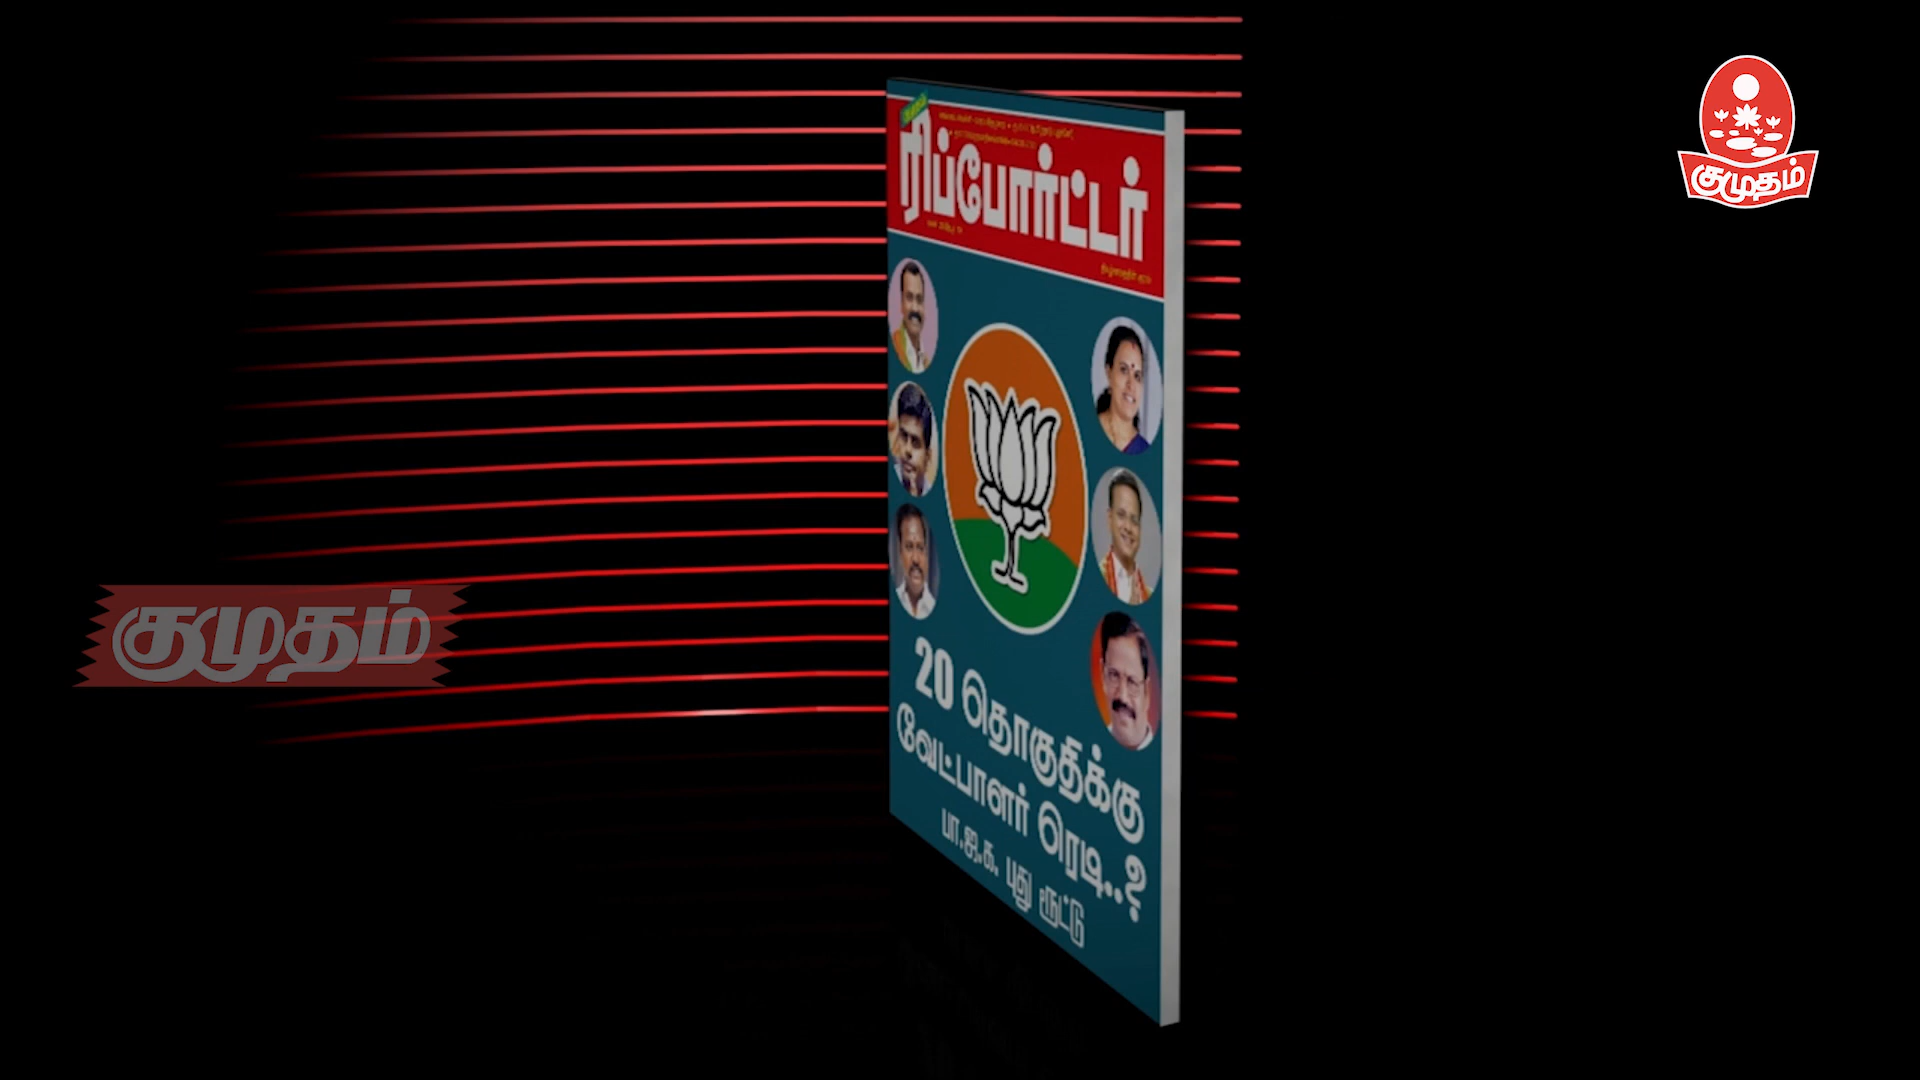 குமுதம்
ரிப்போர்ட்டர்
20 தொகுதிக்கு
வேட்பாளர் ரெடி..?
பா.ஜ.க. புது ரூட்டு
குமுதம்